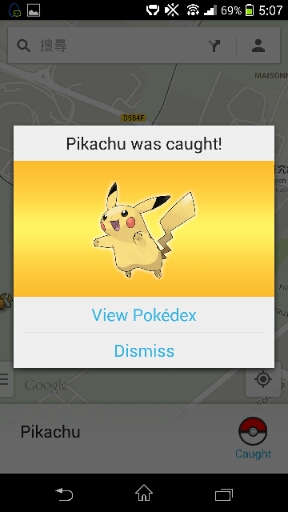 69% 5:07
搜尋
D584F
MAISON
Pikachu was caught!
View Pokédex
Dismiss
Google
Pikachu
Caught